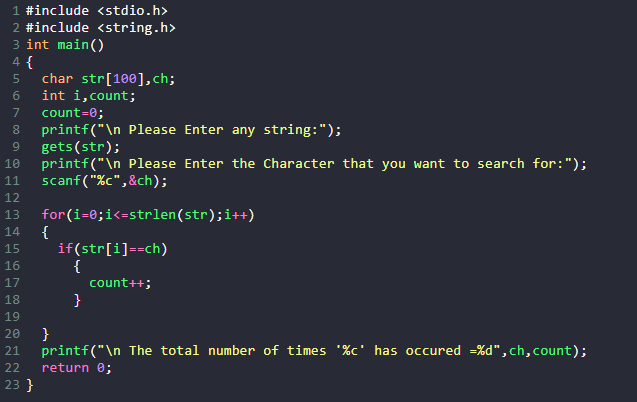 1 #include <stdio.h>
2 #include <string.h>
3 int main()
4 {
5 char str[100],ch;
6 int i,count;
7 count=0;
8 printf("\n Please Enter any string:");
9 gets(str);
10 printf("\n Please Enter the Character that you want to search for:");
11 scanf("%c",&ch);
12
13 for(i=0;i<=strlen(str);i++)
14 {
15 if(str[i]==ch)
16 {
17 count++;
18 }
19
20 }
21 printf("\n The total number of times '%c' has occured =%d",ch,count);
22 return 0;
23 }